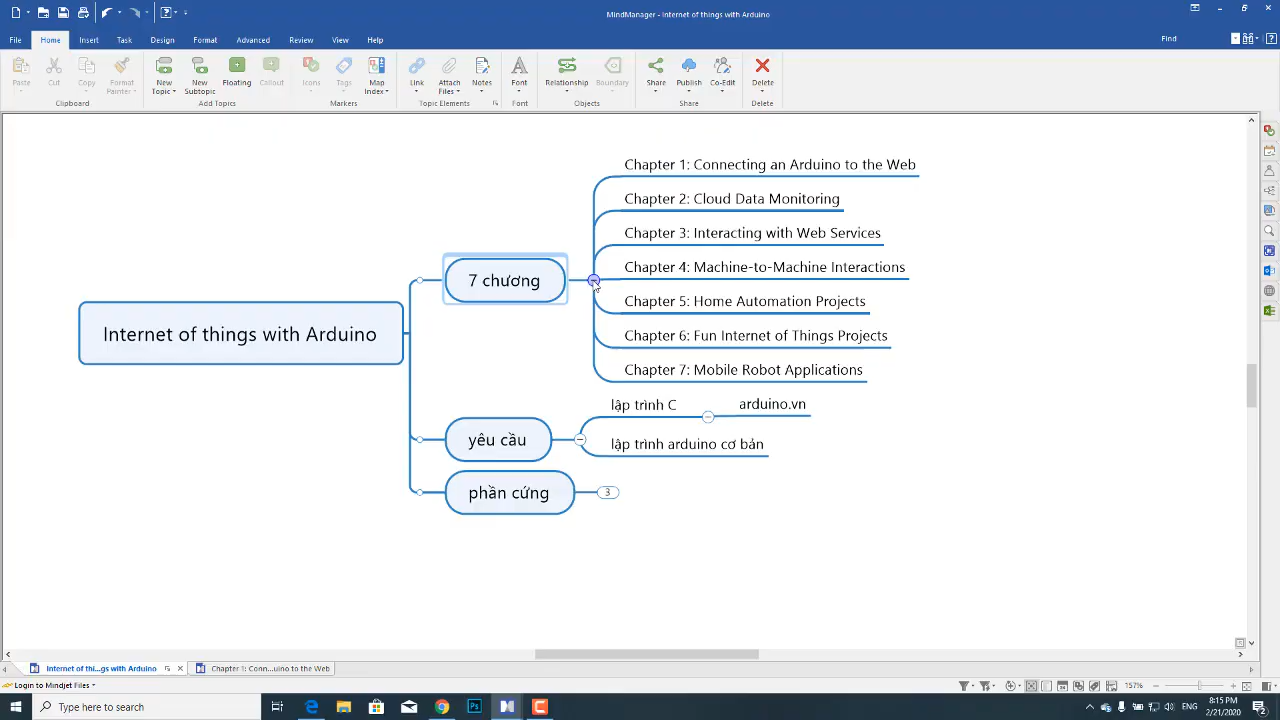 MindManager - Internet of things with Arduino
File Home Insert Task Design Format Advanced Review View Help Find
Paste Cut Copy Format Painter New Topic New Subtopic Floating Callout Icons Tags Map Index Link Attach Files Notes Font Relationship Boundary Share Publish Co-Edit Delete
Clipboard Add Topics Markers Topic Elements Font Objects Share Delete
Chapter 1: Connecting an Arduino to the Web
Chapter 2: Cloud Data Monitoring
Chapter 3: Interacting with Web Services
7 chương
Chapter 4: Machine-to-Machine Interactions
Chapter 5: Home Automation Projects
Internet of things with Arduino
Chapter 6: Fun Internet of Things Projects
Chapter 7: Mobile Robot Applications
lập trình C
arduino.vn
yêu cầu
lập trình arduino cơ bản
phần cứng
3
Internet of thi...gs with Arduino
Chapter 1: Conn...uino to the Web
Login to Mindjet Files
157%
Type here to search
ENG
8:15 PM
2/21/2020
2